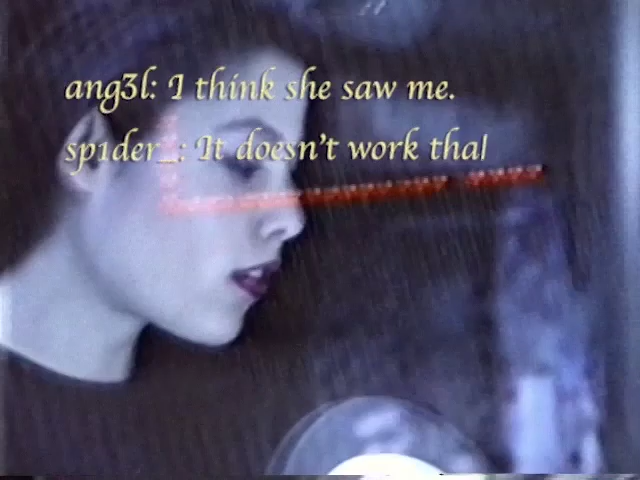 ang3l: I think she saw me.
sp1der_: It doesn't work tha